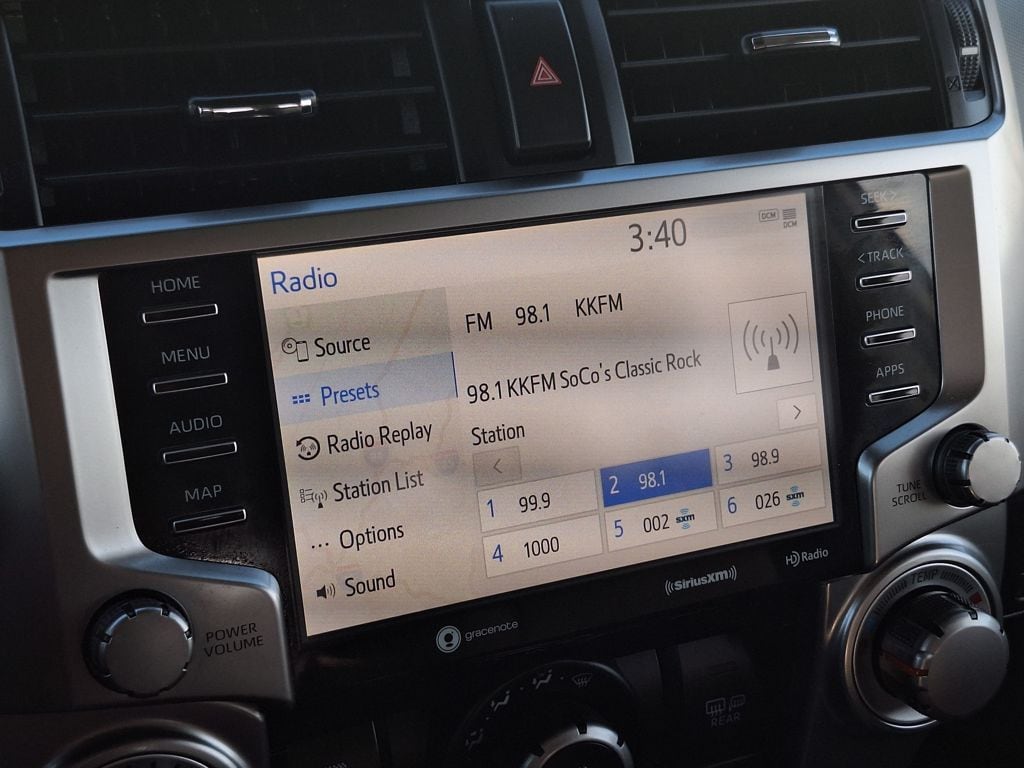 SEEK >
< TRACK
PHONE
APPS
HOME
MENU
AUDIO
MAP
3:40
DCM
DCM
Radio
Source
Presets
Radio Replay
Station List
... Options
Sound
FM 98.1 KKFM
98.1 KKFM SoCo's Classic Rock
Station
<
>
1 99.9
2 98.1
3 98.9
4 1000
5 002 sxm
6 026 sxm
TUNE
SCROLL
POWER
VOLUME
gracenote
((SiriusXM))
HD Radio
TEMP
REAR